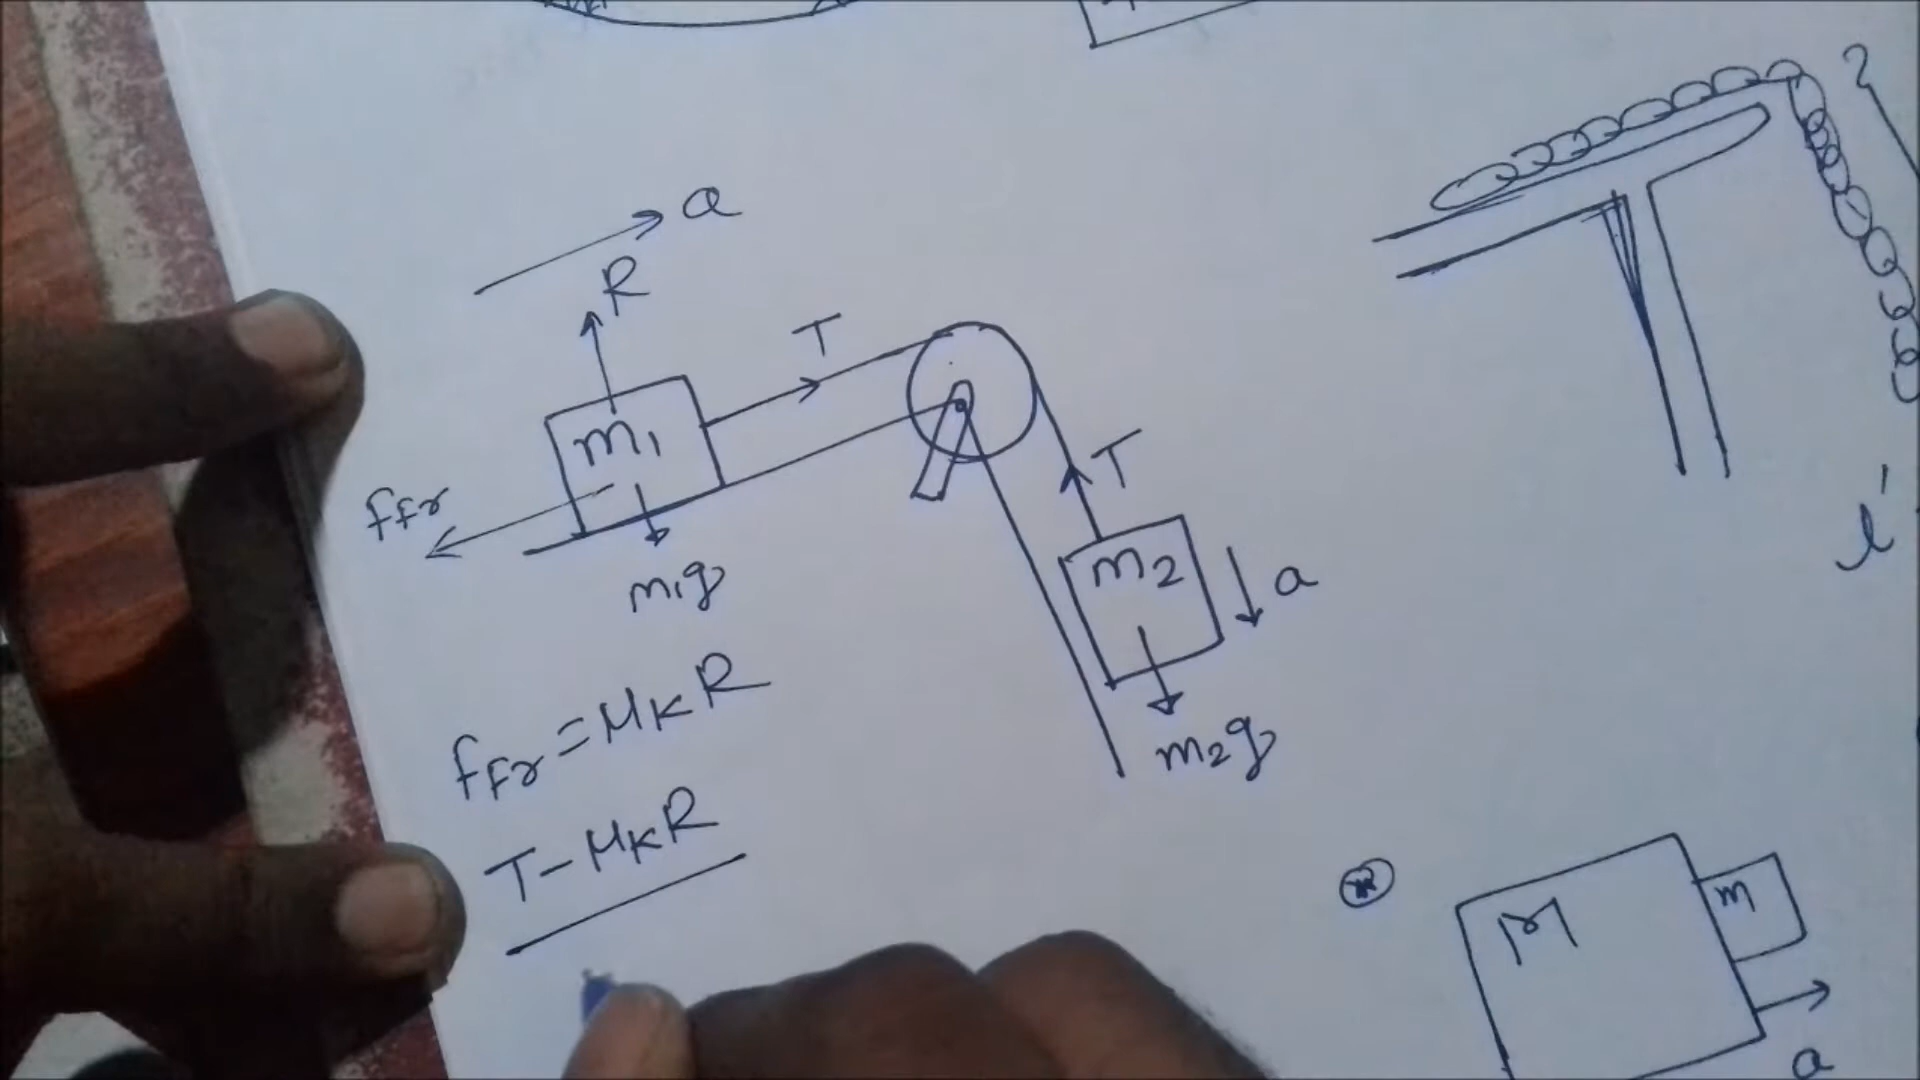 a
R
T
m1
ffr
m1g
T
m2
a
m2g
fFr = μK R
T - μK R
l'
M
m
a